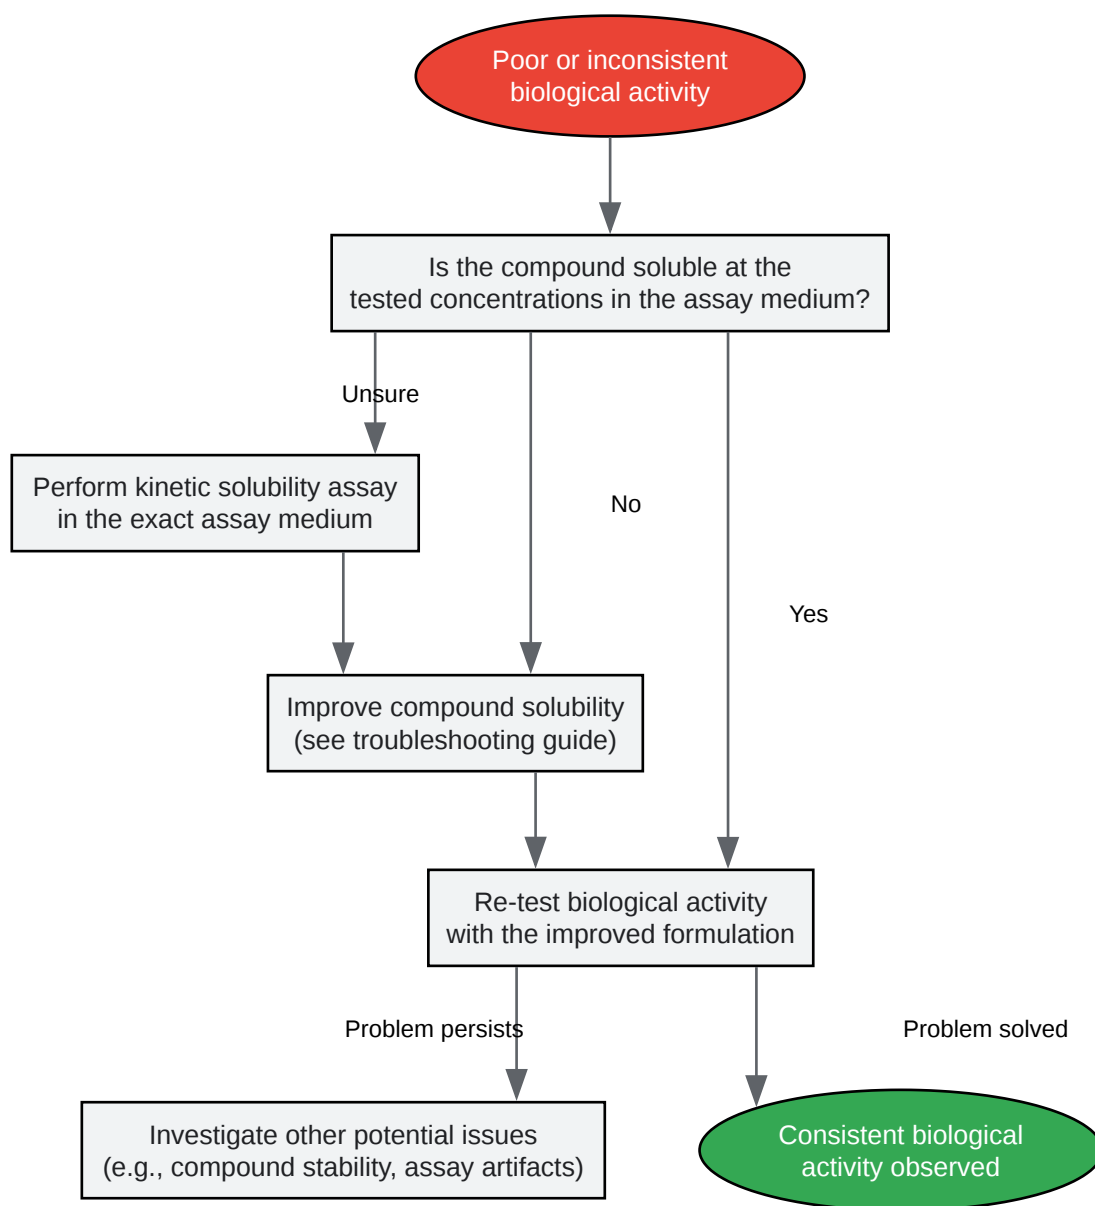 Poor or inconsistent
biological activity
Is the compound soluble at the
tested concentrations in the assay medium?
Unsure
Perform kinetic solubility assay
in the exact assay medium
No
Yes
Improve compound solubility
(see troubleshooting guide)
Re-test biological activity
with the improved formulation
Problem persists
Problem solved
Investigate other potential issues
(e.g., compound stability, assay artifacts)
Consistent biological
activity observed